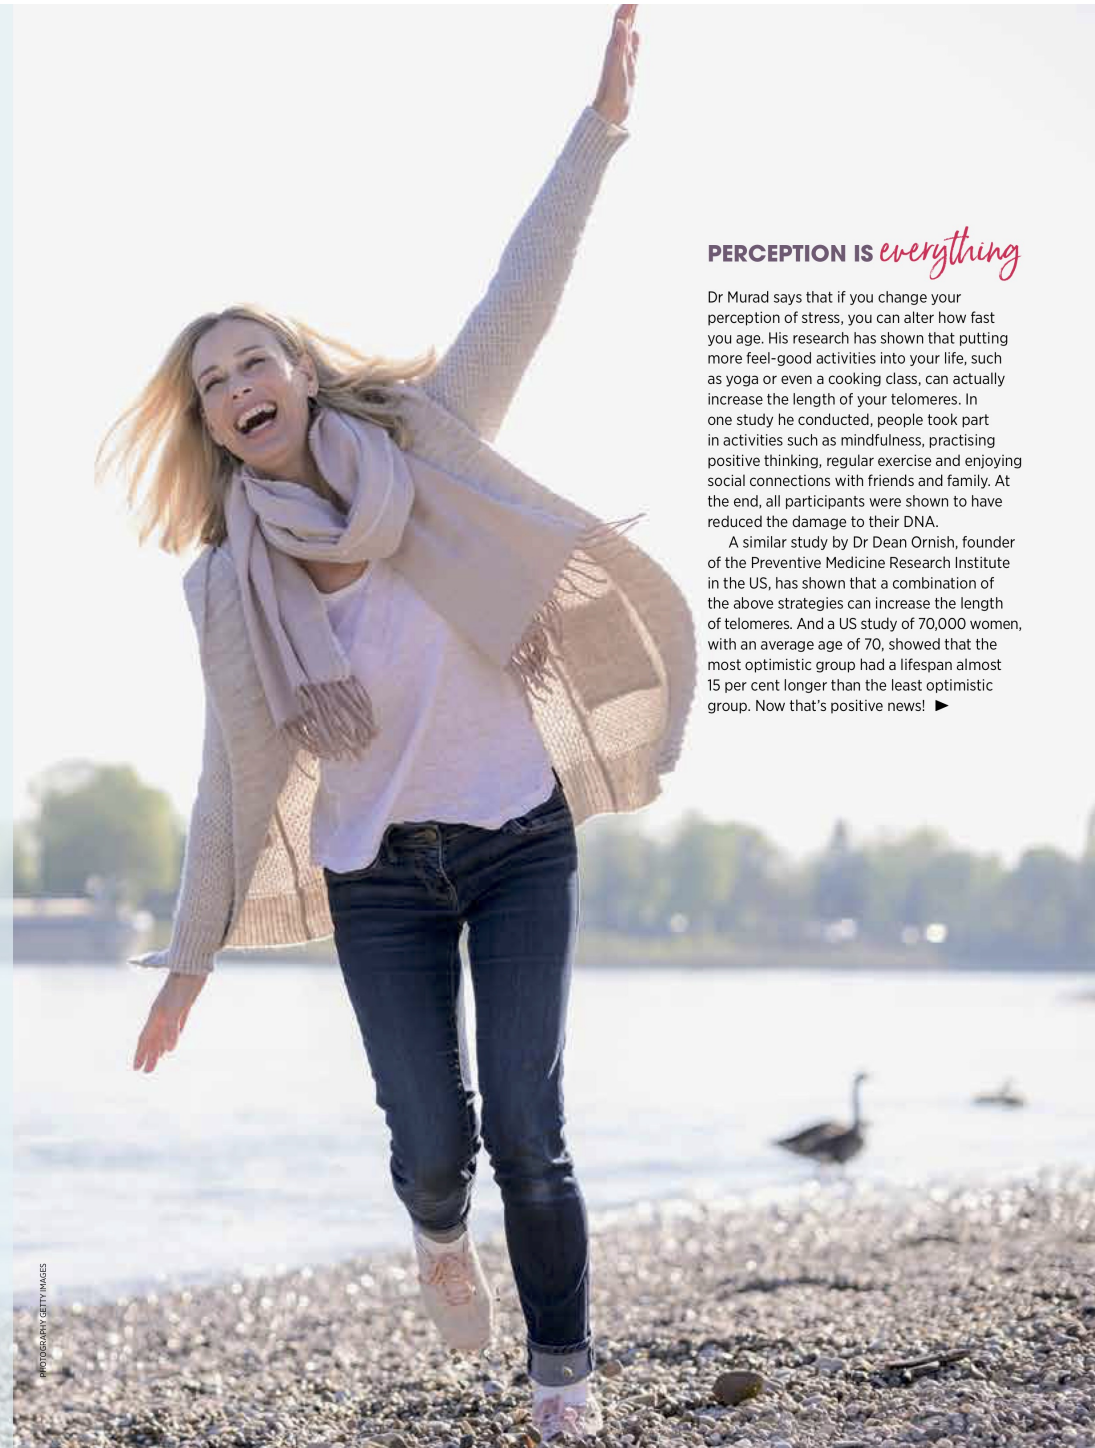 PERCEPTION IS everything
Dr Murad says that if you change your
perception of stress, you can alter how fast
you age. His research has shown that putting
more feel-good activities into your life, such
as yoga or even a cooking class, can actually
increase the length of your telomeres. In
one study he conducted, people took part
in activities such as mindfulness, practising
positive thinking, regular exercise and enjoying
social connections with friends and family. At
the end, all participants were shown to have
reduced the damage to their DNA.
A similar study by Dr Dean Ornish, founder
of the Preventive Medicine Research Institute
in the US, has shown that a combination of
the above strategies can increase the length
of telomeres. And a US study of 70,000 women,
with an average age of 70, showed that the
most optimistic group had a lifespan almost
15 per cent longer than the least optimistic
group. Now that's positive news! ►
PHOTOGRAPHY GETTY IMAGES